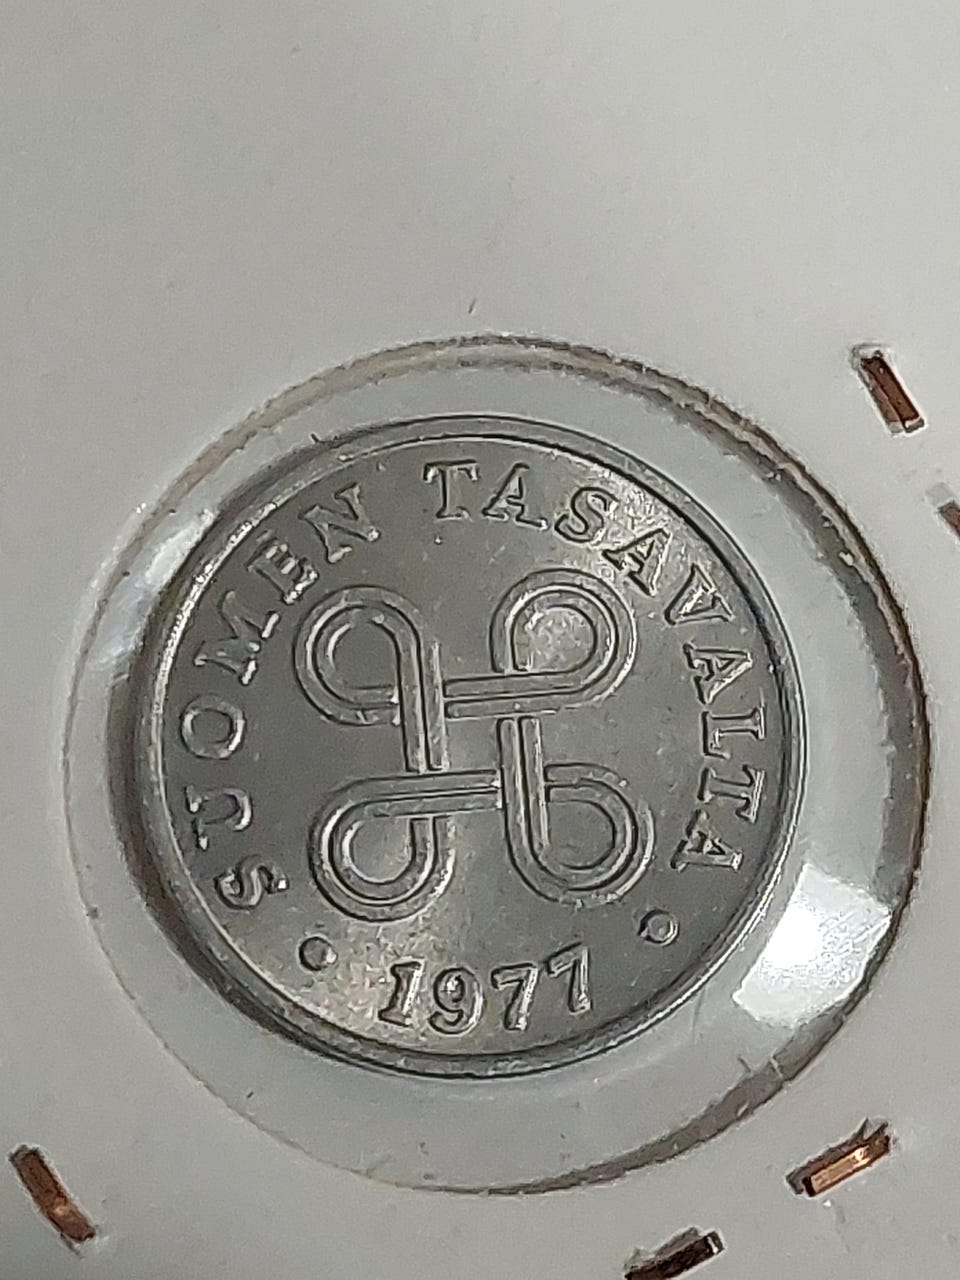 SUOMEN TASAVALTA
• 1977 •